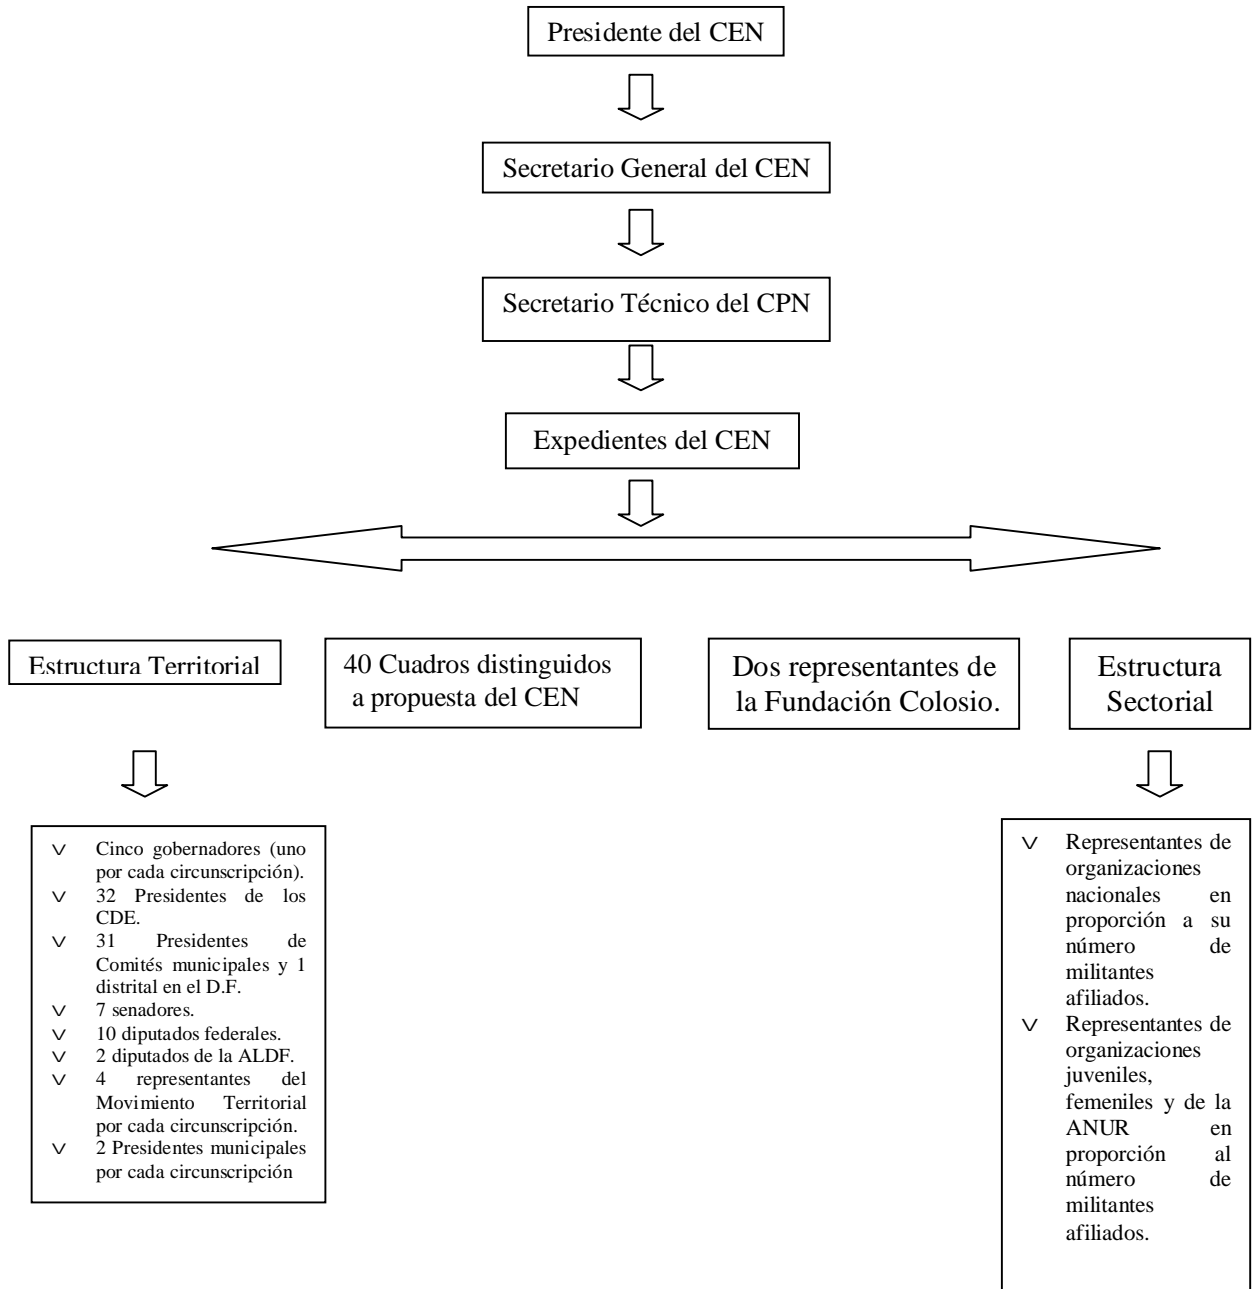 Presidente del CEN
Secretario General del CEN
Secretario Técnico del CPN
Expedientes del CEN
Estructura Territorial
40 Cuadros distinguidos
a propuesta del CEN
Dos representantes de
la Fundación Colosio.
Estructura
Sectorial
v Cinco gobernadores (uno
por cada circunscripción).
v 32 Presidentes de los
CDE.
v 31 Presidentes de
Comités municipales y 1
distrital en el D.F.
v 7 senadores.
v 10 diputados federales.
v 2 diputados de la ALDF.
v 4 representantes del
Movimiento Territorial
por cada circunscripción.
v 2 Presidentes municipales
por cada circunscripción
v Representantes de
organizaciones
nacionales en
proporción a su
número de
militantes
afiliados.
v Representantes de
organizaciones
juveniles,
femeniles y de la
ANUR en
proporción al
número de
militantes
afiliados.